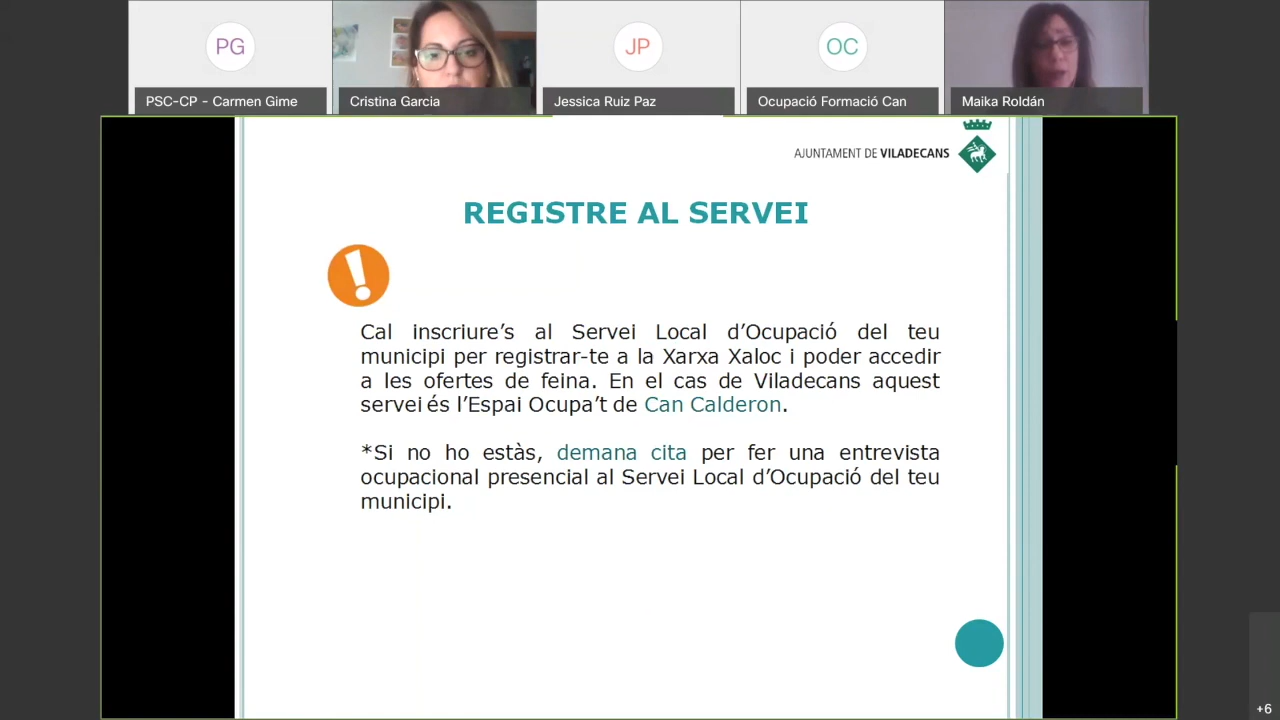 PG
JP
OC
PSC-CP - Carmen Gime
Cristina Garcia
Jessica Ruiz Paz
Ocupació Formació Can
Maika Roldán
AJUNTAMENT DE VILADECANS
REGISTRE AL SERVEI
!
Cal inscriure’s al Servei Local d’Ocupació del teu
municipi per registrar-te a la Xarxa Xaloc i poder accedir
a les ofertes de feina. En el cas de Viladecans aquest
servei és l’Espai Ocupa’t de Can Calderon.
*Si no ho estàs, demana cita per fer una entrevista
ocupacional presencial al Servei Local d’Ocupació del teu
municipi.
+6